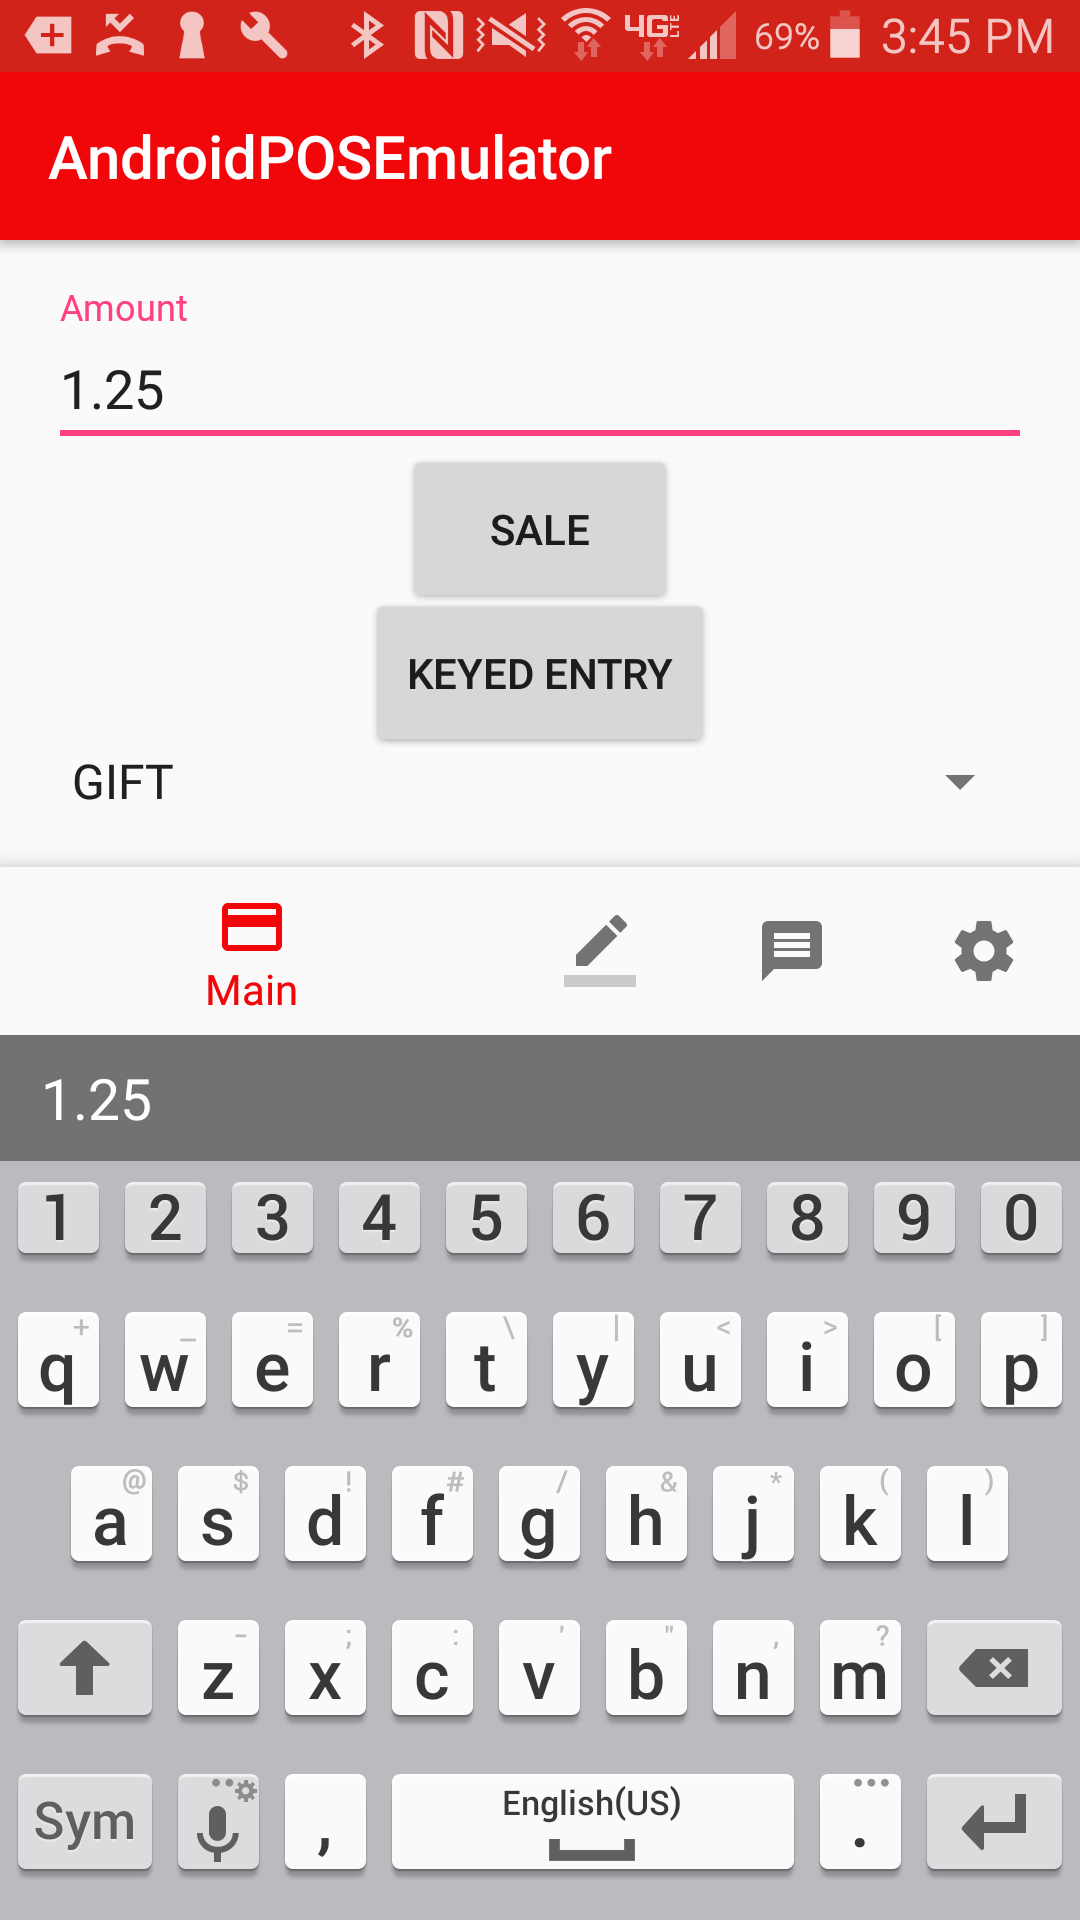 4G LTE 69% 3:45 PM
AndroidPOSEmulator
Amount
1.25
SALE
KEYED ENTRY
GIFT
Main
1.25
1 2 3 4 5 6 7 8 9 0
+ _ = % \ | < > [ ]
q w e r t y u i o p
@ $ ! # / & * ( )
a s d f g h j k l
- ; : ' " , ?
z x c v b n m
Sym , English(US) .